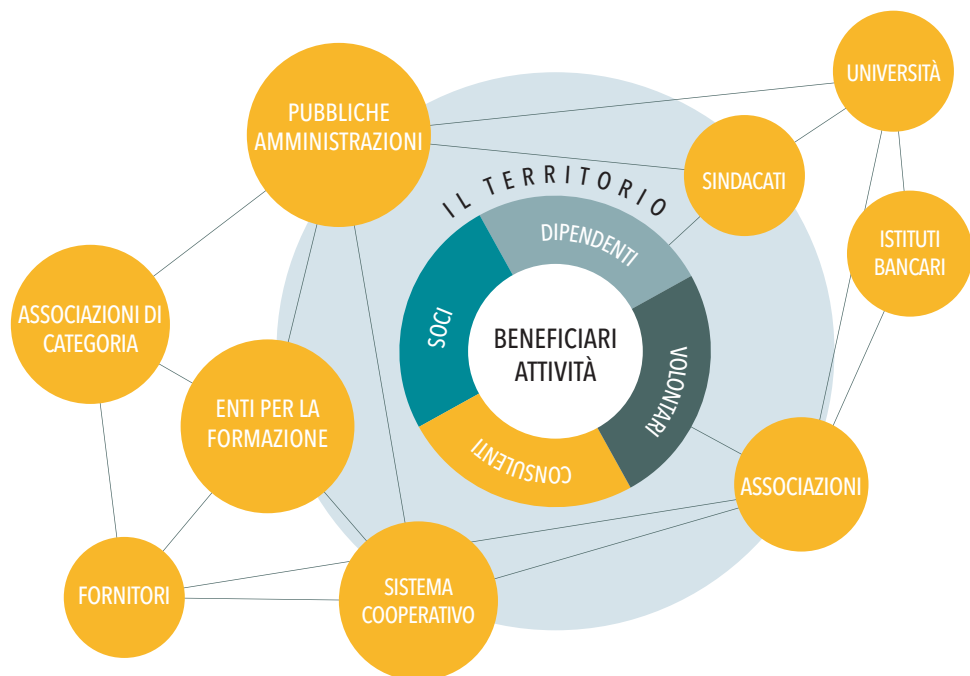 UNIVERSITÀ
PUBBLICHE
AMMINISTRAZIONI
SINDACATI
IL TERRITORIO
DIPENDENTI
ISTITUTI
BANCARI
ASSOCIAZIONI DI
CATEGORIA
SOCI
BENEFICIARI
ATTIVITÀ
VOLONTARI
ENTI PER LA
FORMAZIONE
CONSULENTI
ASSOCIAZIONI
FORNITORI
SISTEMA
COOPERATIVO